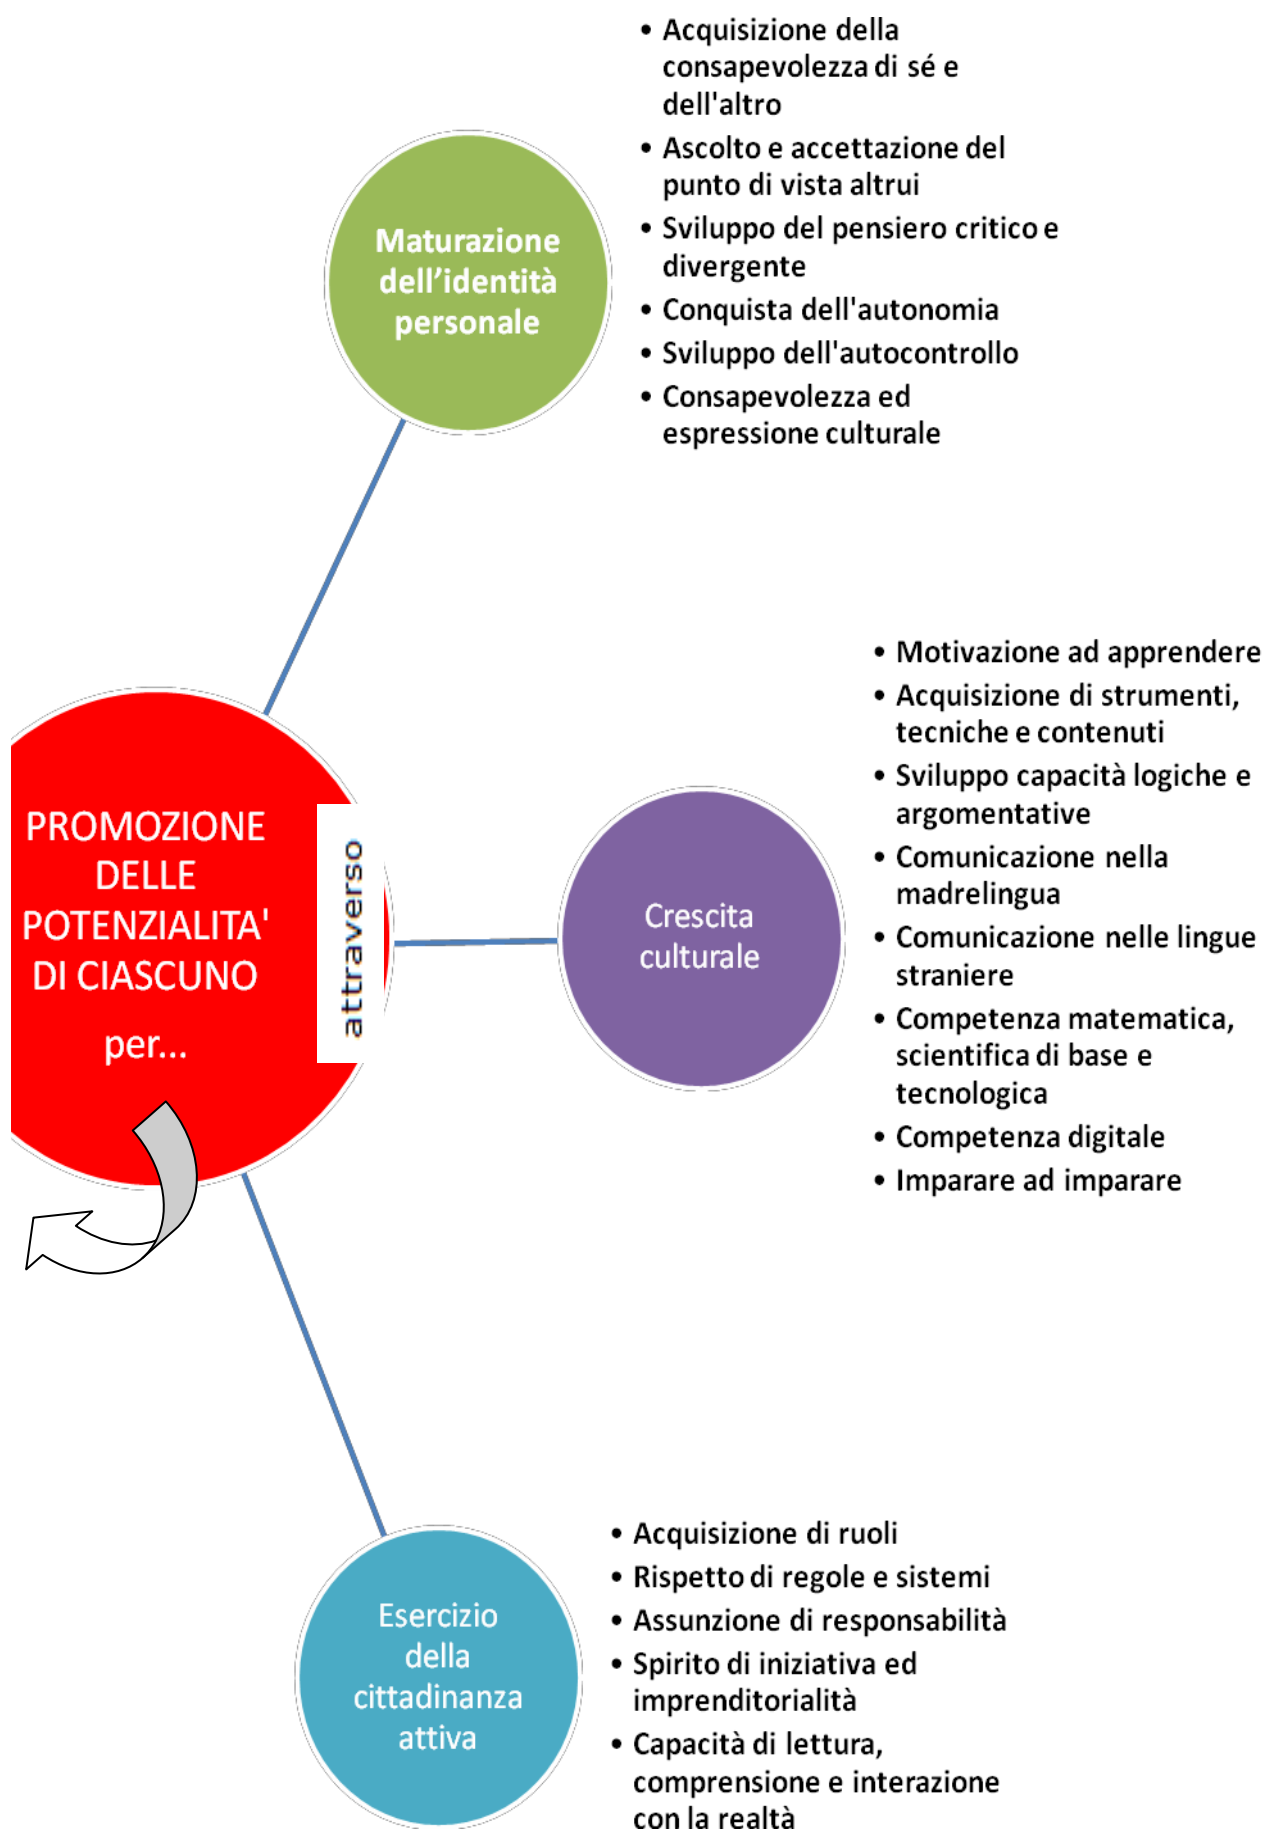 • Acquisizione della
consapevolezza di sé e
dell'altro
• Ascolto e accettazione del
punto di vista altrui
• Sviluppo del pensiero critico e
divergente
• Conquista dell'autonomia
• Sviluppo dell'autocontrollo
• Consapevolezza ed
espressione culturale
Maturazione
dell’identità
personale
PROMOZIONE
DELLE
POTENZIALITA'
DI CIASCUNO
per...
attraverso
Crescita
culturale
• Motivazione ad apprendere
• Acquisizione di strumenti,
tecniche e contenuti
• Sviluppo capacità logiche e
argomentative
• Comunicazione nella
madrelingua
• Comunicazione nelle lingue
straniere
• Competenza matematica,
scientifica di base e
tecnologica
• Competenza digitale
• Imparare ad imparare
Esercizio
della
cittadinanza
attiva
• Acquisizione di ruoli
• Rispetto di regole e sistemi
• Assunzione di responsabilità
• Spirito di iniziativa ed
imprenditorialità
• Capacità di lettura,
comprensione e interazione
con la realtà